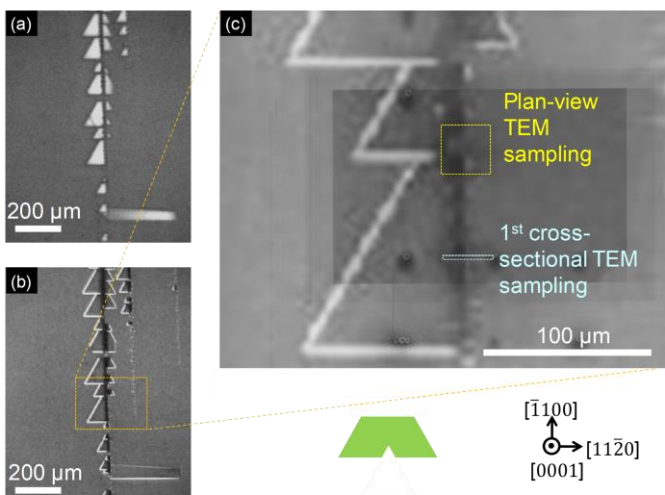 (a)
200 µm
(b)
200 µm
(c)
Plan-view
TEM
sampling
1st cross-
sectional TEM
sampling
100 µm
[1̄100]
[112̄0]
[0001]